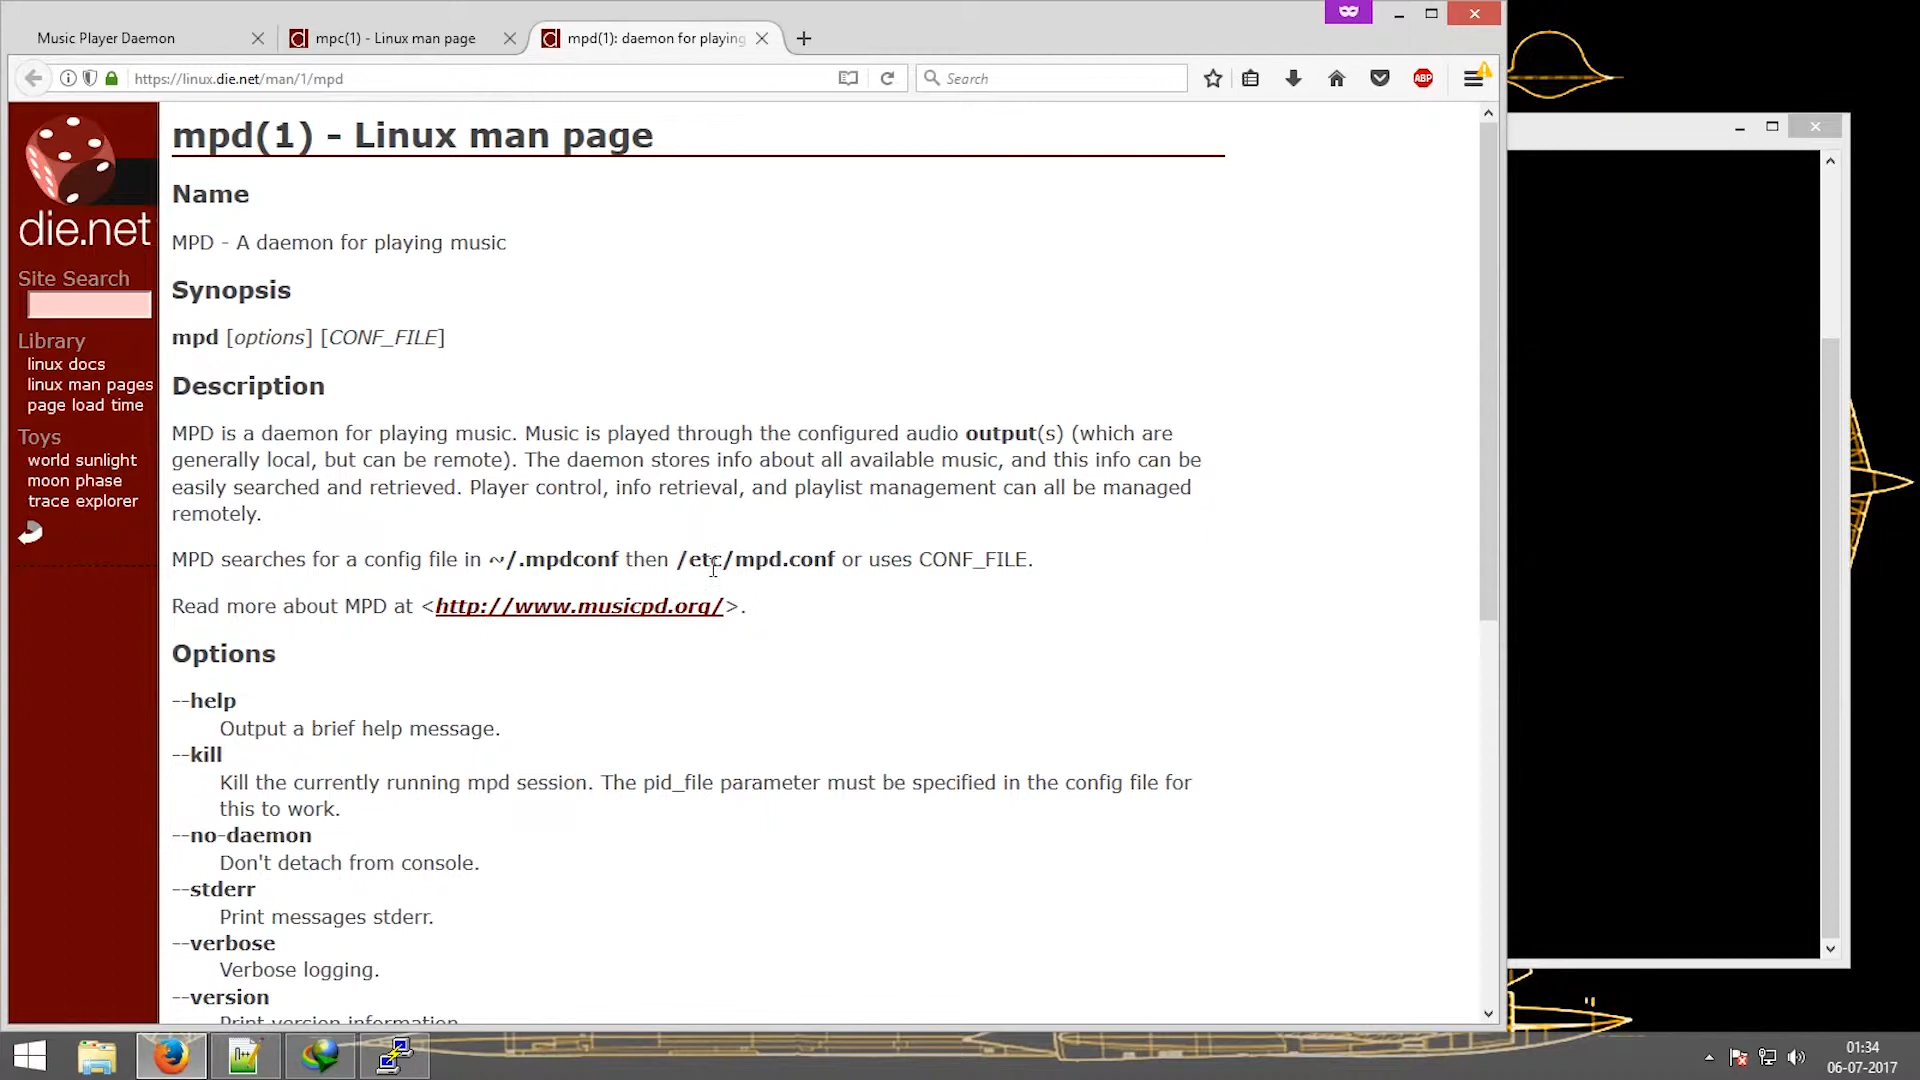 Music Player Daemon
mpc(1) - Linux man page
mpd(1): daemon for playing
https://linux.die.net/man/1/mpd
Search
ABP
die.net
Site Search
Library
linux docs
linux man pages
page load time
Toys
world sunlight
moon phase
trace explorer
mpd(1) - Linux man page
Name
MPD - A daemon for playing music
Synopsis
mpd [options] [CONF_FILE]
Description
MPD is a daemon for playing music. Music is played through the configured audio output(s) (which are
generally local, but can be remote). The daemon stores info about all available music, and this info can be
easily searched and retrieved. Player control, info retrieval, and playlist management can all be managed
remotely.
MPD searches for a config file in ~/.mpdconf then /etc/mpd.conf or uses CONF_FILE.
Read more about MPD at <http://www.musicpd.org/>.
Options
--help
Output a brief help message.
--kill
Kill the currently running mpd session. The pid_file parameter must be specified in the config file for
this to work.
--no-daemon
Don't detach from console.
--stderr
Print messages stderr.
--verbose
Verbose logging.
--version
Print version information
01:34
06-07-2017